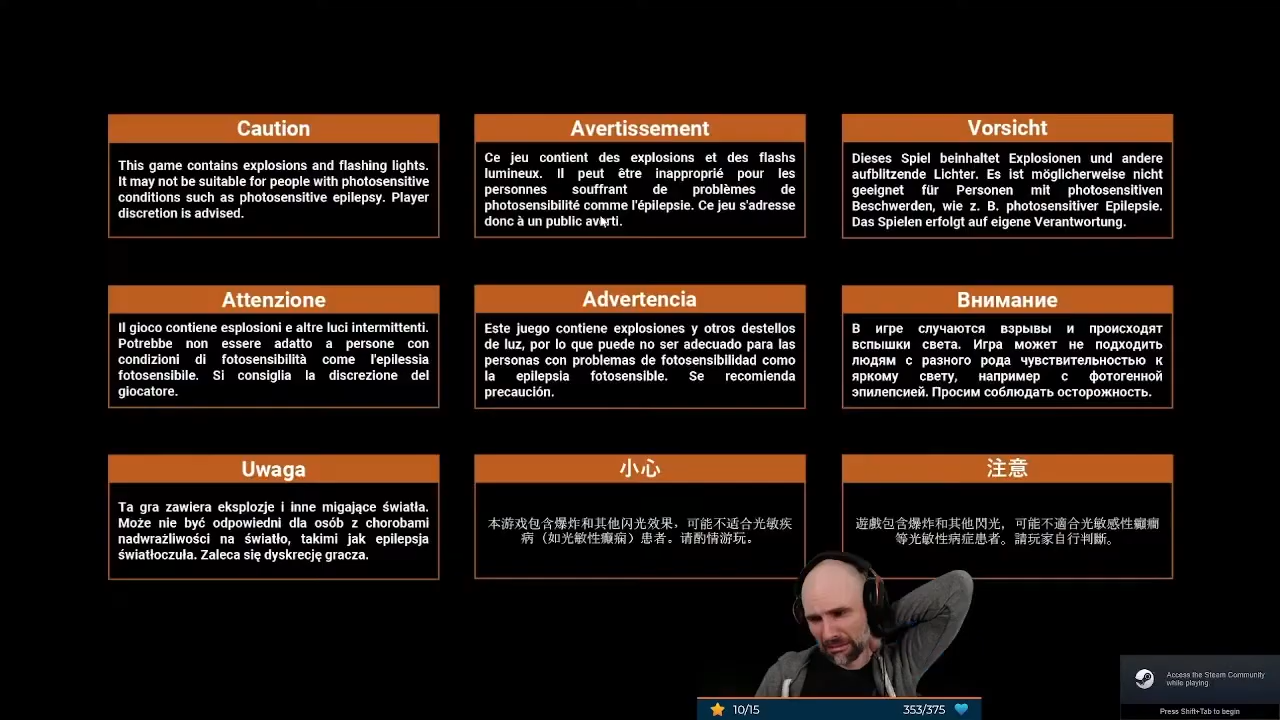 Caution
This game contains explosions and flashing lights.
It may not be suitable for people with photosensitive
conditions such as photosensitive epilepsy. Player
discretion is advised.
Avertissement
Ce jeu contient des explosions et des flashs
lumineux. Il peut être inapproprié pour les
personnes souffrant de problèmes de
photosensibilité comme l'épilepsie. Ce jeu s'adresse
donc à un public averti.
Vorsicht
Dieses Spiel beinhaltet Explosionen und andere
aufblitzende Lichter. Es ist möglicherweise nicht
geeignet für Personen mit photosensitiven
Beschwerden, wie z. B. photosensitiver Epilepsie.
Das Spielen erfolgt auf eigene Verantwortung.
Attenzione
Il gioco contiene esplosioni e altre luci intermittenti.
Potrebbe non essere adatto a persone con
condizioni di fotosensibilità come l'epilessia
fotosensibile. Si consiglia la discrezione del
giocatore.
Advertencia
Este juego contiene explosiones y otros destellos
de luz, por lo que puede no ser adecuado para las
personas con problemas de fotosensibilidad como
la epilepsia fotosensible. Se recomienda
precaución.
Внимание
В игре случаются взрывы и происходят
вспышки света. Игра может не подходить
людям с разного рода чувствительностью к
яркому свету, например с фотогенной
эпилепсией. Просим соблюдать осторожность.
Uwaga
Ta gra zawiera eksplozje i inne migające światła.
Może nie być odpowiedni dla osób z chorobami
nadwrażliwości na światło, takimi jak epilepsja
światłoczuła. Zaleca się dyskrecję gracza.
小心
本游戏包含爆炸和其他闪光效果，可能不适合光敏疾
病（如光敏性癫痫）患者。请酌情游玩。
注意
遊戲包含爆炸和其他閃光，可能不適合光敏感性癲癇
等光敏性病症患者。請玩家自行判斷。
10/15
353/375
Access the Steam Community
while playing
Press Shift+Tab to begin